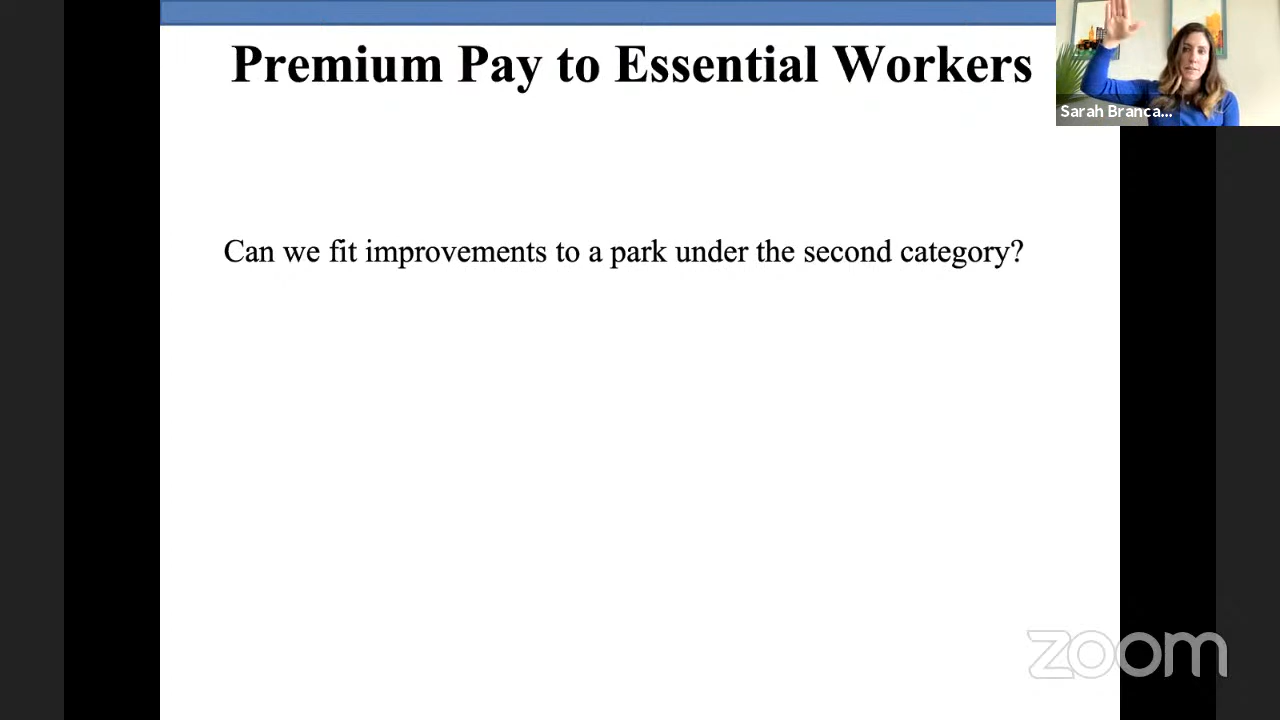 Premium Pay to Essential Workers
Sarah Branca...
Can we fit improvements to a park under the second category?
zoom